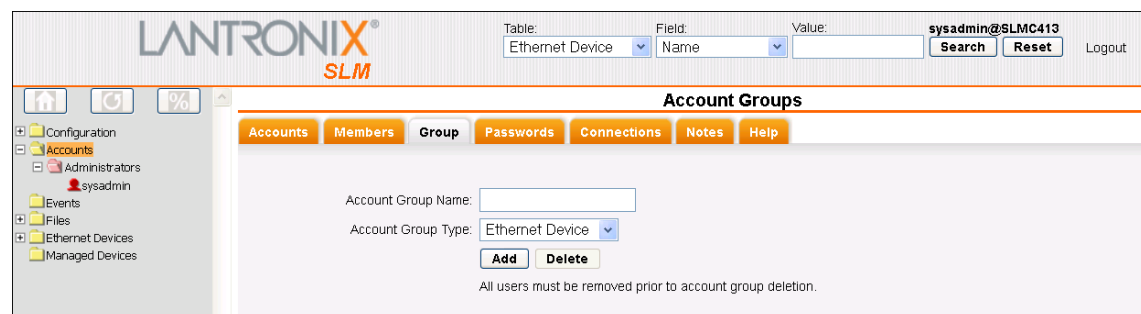 LANTRONIX®
SLM
Table:
Field:
Value:
sysadmin@SLMC413
Ethernet Device
Name
Search
Reset
Logout
%
Account Groups
Configuration
Accounts
Administrators
sysadmin
Events
Files
Ethernet Devices
Managed Devices
Accounts
Members
Group
Passwords
Connections
Notes
Help
Account Group Name:
Account Group Type: Ethernet Device
Add
Delete
All users must be removed prior to account group deletion.